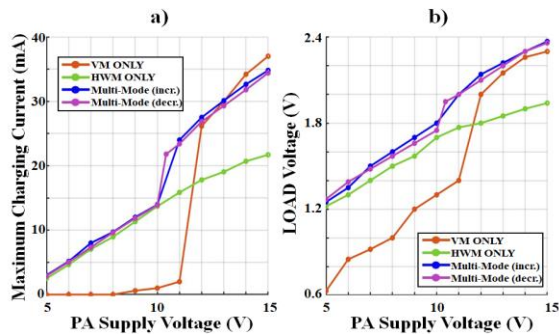 a)
Maximum Charging Current (mA)
40
30
20
10
0
VM ONLY
HWM ONLY
Multi-Mode (incr.)
Multi-Mode (decr.)
5
10
15
PA Supply Voltage (V)
b)
LOAD Voltage (V)
2.4
1.8
1.2
0.6
VM ONLY
HWM ONLY
Multi-Mode (incr.)
Multi-Mode (decr.)
5
10
15
PA Supply Voltage (V)